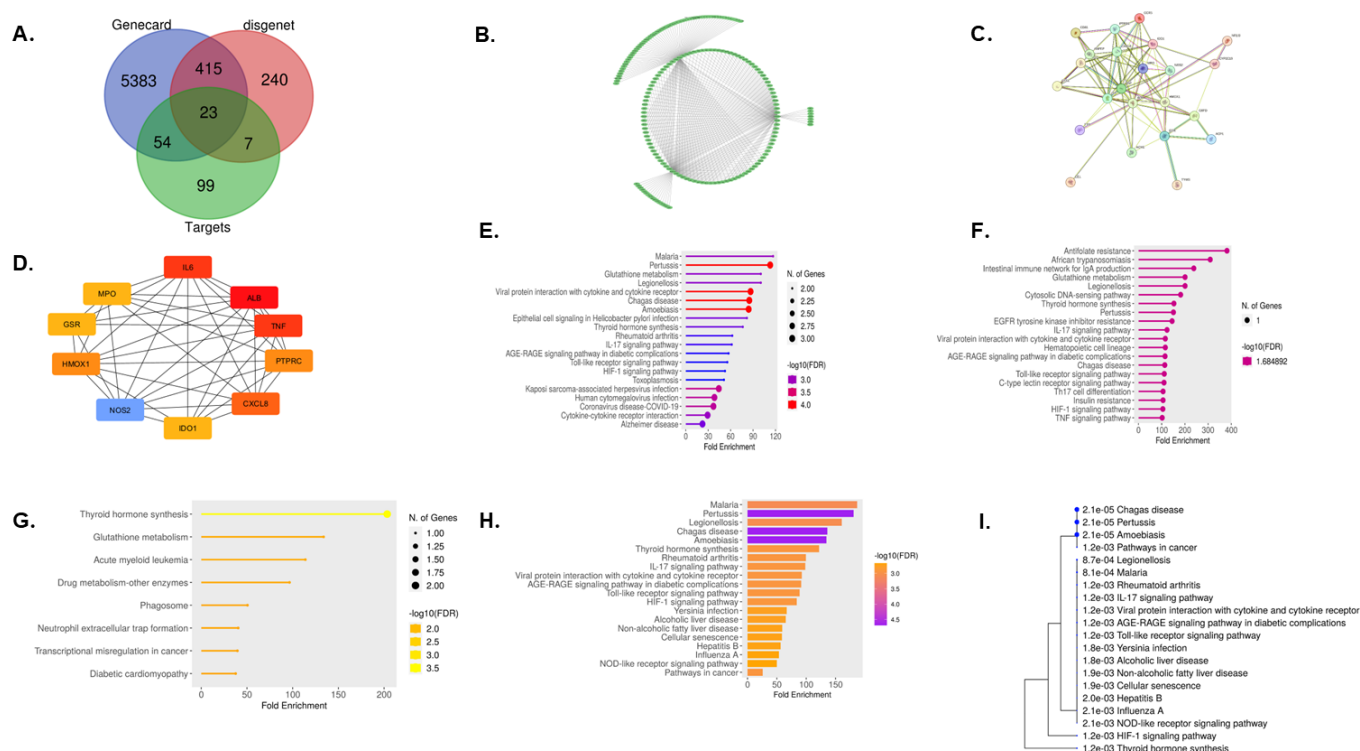 A.
Genecard
disgenet
5383
415
240
23
54
7
99
Targets
B.
C.
D.
IL6
MPO
ALB
GSR
TNF
HMOX1
PTPRC
NOS2
CXCL8
IDO1
E.
Malaria
Pertussis
Glutathione metabolism
Legionellosis
Viral protein interaction with cytokine and cytokine receptor
Chagas disease
Amoebiasis
Epithelial cell signaling in Helicobacter pylori infection
Thyroid hormone synthesis
Rheumatoid arthritis
IL-17 signaling pathway
AGE-RAGE signaling pathway in diabetic complications
Toll-like receptor signaling pathway
HIF-1 signaling pathway
Toxoplasmosis
Kaposi sarcoma-associated herpesvirus infection
Human cytomegalovirus infection
Coronavirus disease-COVID-19
Cytokine-cytokine receptor interaction
Alzheimer disease
0 30 60 90 120
Fold Enrichment
N. of Genes
2.00
2.25
2.50
2.75
3.00
-log10(FDR)
3.0
3.5
4.0
F.
Antifolate resistance
African trypanosomiasis
Intestinal immune network for IgA production
Glutathione metabolism
Legionellosis
Cytosolic DNA-sensing pathway
Thyroid hormone synthesis
Pertussis
EGFR tyrosine kinase inhibitor resistance
IL-17 signaling pathway
Viral protein interaction with cytokine and cytokine receptor
Hematopoietic cell lineage
AGE-RAGE signaling pathway in diabetic complications
Chagas disease
Toll-like receptor signaling pathway
C-type lectin receptor signaling pathway
Th17 cell differentiation
Insulin resistance
HIF-1 signaling pathway
TNF signaling pathway
0 100 200 300 400
Fold Enrichment
N. of Genes
1
-log10(FDR)
1.684892
G.
Thyroid hormone synthesis
Glutathione metabolism
Acute myeloid leukemia
Drug metabolism-other enzymes
Phagosome
Neutrophil extracellular trap formation
Transcriptional misregulation in cancer
Diabetic cardiomyopathy
0 50 100 150 200
Fold Enrichment
N. of Genes
1.00
1.25
1.50
1.75
2.00
-log10(FDR)
2.0
2.5
3.0
3.5
H.
Malaria
Pertussis
Legionellosis
Chagas disease
Amoebiasis
Thyroid hormone synthesis
Rheumatoid arthritis
IL-17 signaling pathway
Viral protein interaction with cytokine and cytokine receptor
AGE-RAGE signaling pathway in diabetic complications
Toll-like receptor signaling pathway
HIF-1 signaling pathway
Yersinia infection
Alcoholic liver disease
Non-alcoholic fatty liver disease
Cellular senescence
Hepatitis B
Influenza A
NOD-like receptor signaling pathway
Pathways in cancer
0 50 100 150
Fold Enrichment
-log10(FDR)
3.0
3.5
4.0
4.5
I.
2.1e-05 Chagas disease
2.1e-05 Pertussis
2.1e-05 Amoebiasis
1.2e-03 Pathways in cancer
8.7e-04 Legionellosis
8.1e-04 Malaria
1.2e-03 Rheumatoid arthritis
1.2e-03 IL-17 signaling pathway
1.2e-03 Viral protein interaction with cytokine and cytokine receptor
1.2e-03 AGE-RAGE signaling pathway in diabetic complications
1.2e-03 Toll-like receptor signaling pathway
1.8e-03 Yersinia infection
1.8e-03 Alcoholic liver disease
1.9e-03 Non-alcoholic fatty liver disease
1.9e-03 Cellular senescence
2.0e-03 Hepatitis B
2.1e-03 Influenza A
2.1e-03 NOD-like receptor signaling pathway
1.2e-03 HIF-1 signaling pathway
1.2e-03 Thyroid hormone synthesis